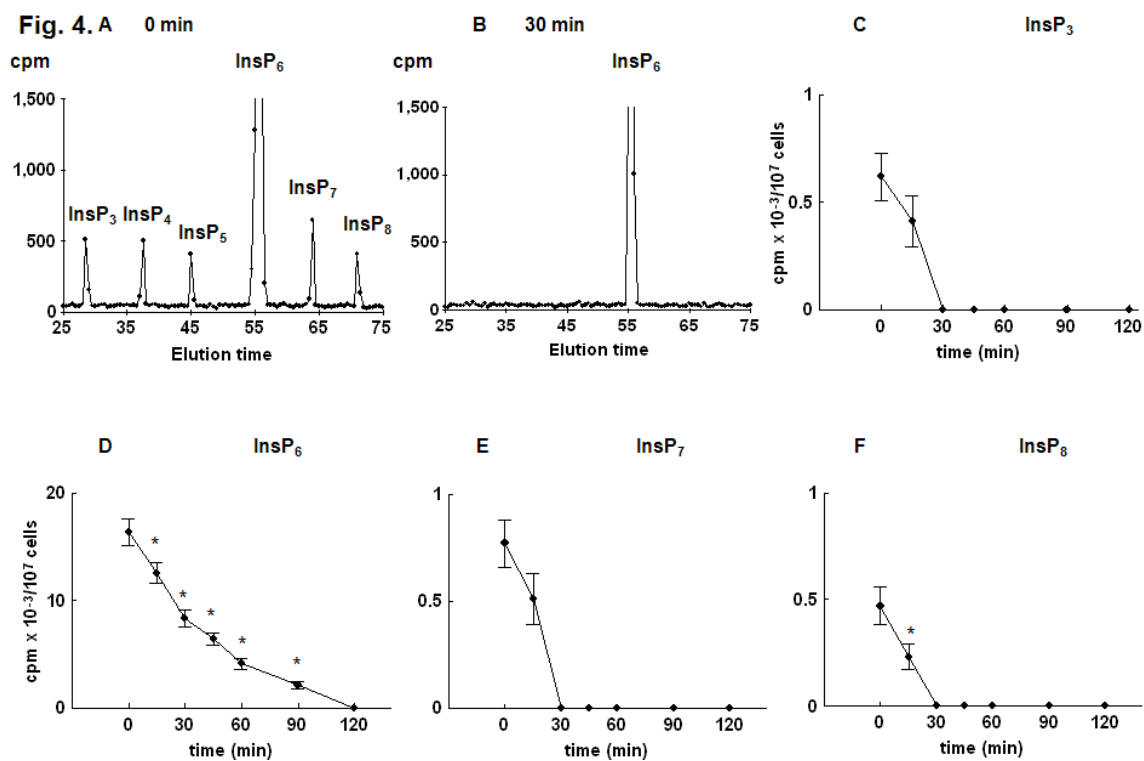 Fig. 4. A 0 min
cpm
InsP6
1,500
1,000
500
0
InsP3
InsP4
InsP5
InsP7
InsP8
25 35 45 55 65 75
Elution time
B 30 min
cpm
InsP6
1,500
1,000
500
0
25 35 45 55 65 75
Elution time
C InsP3
cpm x 10-3/107 cells
1
0.5
0
0 30 60 90 120
time (min)
D InsP6
cpm x 10-3/107 cells
20
10
0
* * * * *
0 30 60 90 120
time (min)
E InsP7
1
0.5
0
0 30 60 90 120
time (min)
F InsP8
1
0.5
0
*
0 30 60 90 120
time (min)